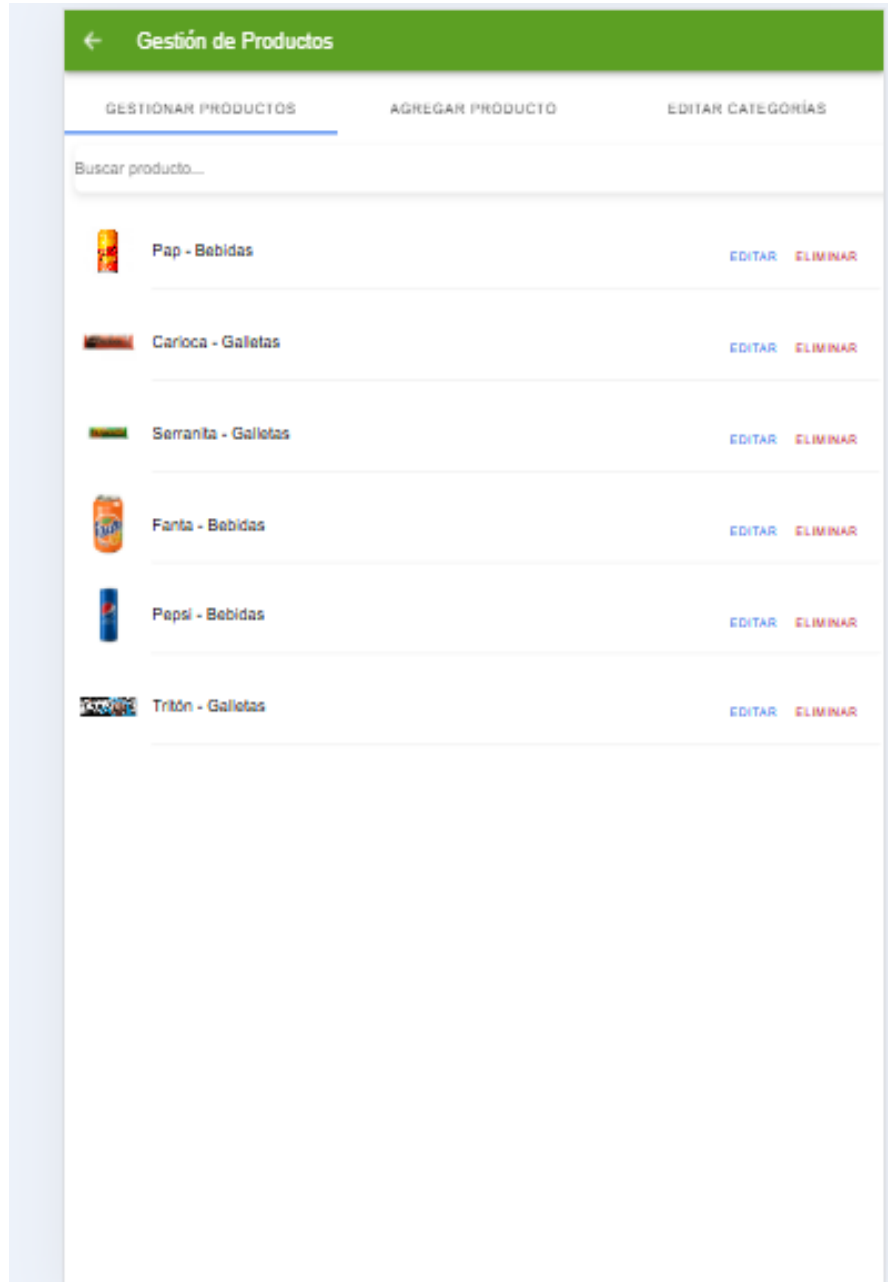 Gestión de Productos
GESTIONAR PRODUCTOS AGREGAR PRODUCTO EDITAR CATEGORÍAS
Buscar producto...
Pap - Bebidas EDITAR ELIMINAR
Carioca - Galletas EDITAR ELIMINAR
Serranita - Galletas EDITAR ELIMINAR
Fanta - Bebidas EDITAR ELIMINAR
Pepsi - Bebidas EDITAR ELIMINAR
Tritón - Galletas EDITAR ELIMINAR